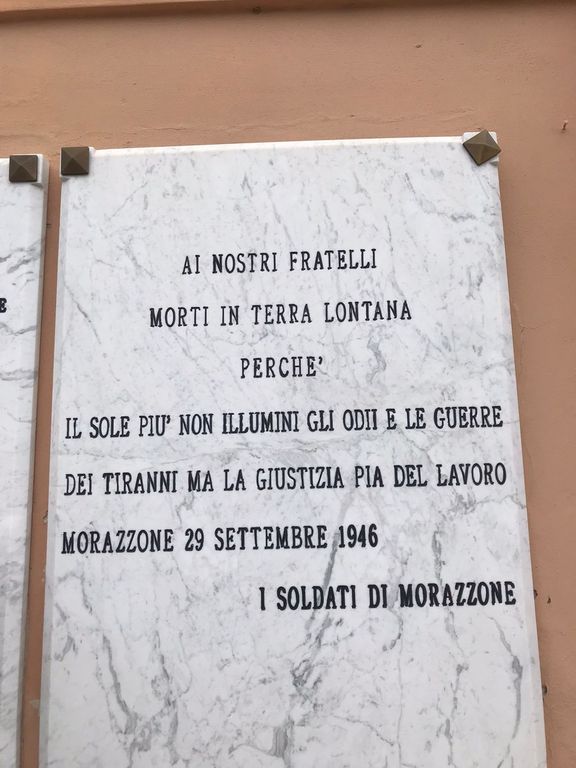 AI NOSTRI FRATELLI
MORTI IN TERRA LONTANA
PERCHE'
IL SOLE PIU' NON ILLUMINI GLI ODII E LE GUERRE
DEI TIRANNI MA LA GIUSTIZIA PIA DEL LAVORO
MORAZZONE 29 SETTEMBRE 1946
I SOLDATI DI MORAZZONE